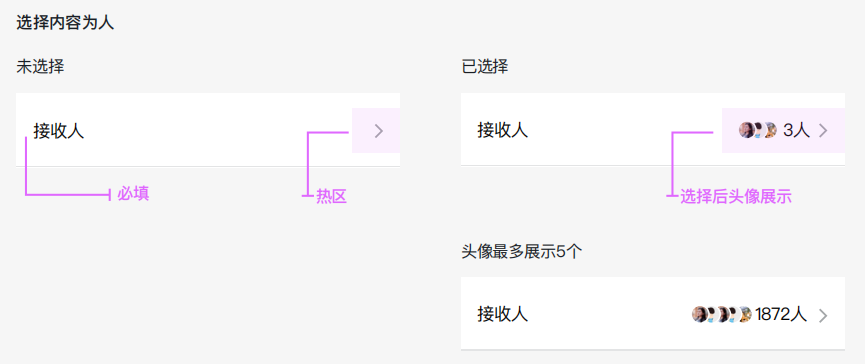 选择内容为人
未选择
接收人
必填
热区
已选择
接收人
3人
选择后头像展示
头像最多展示5个
接收人
1872人